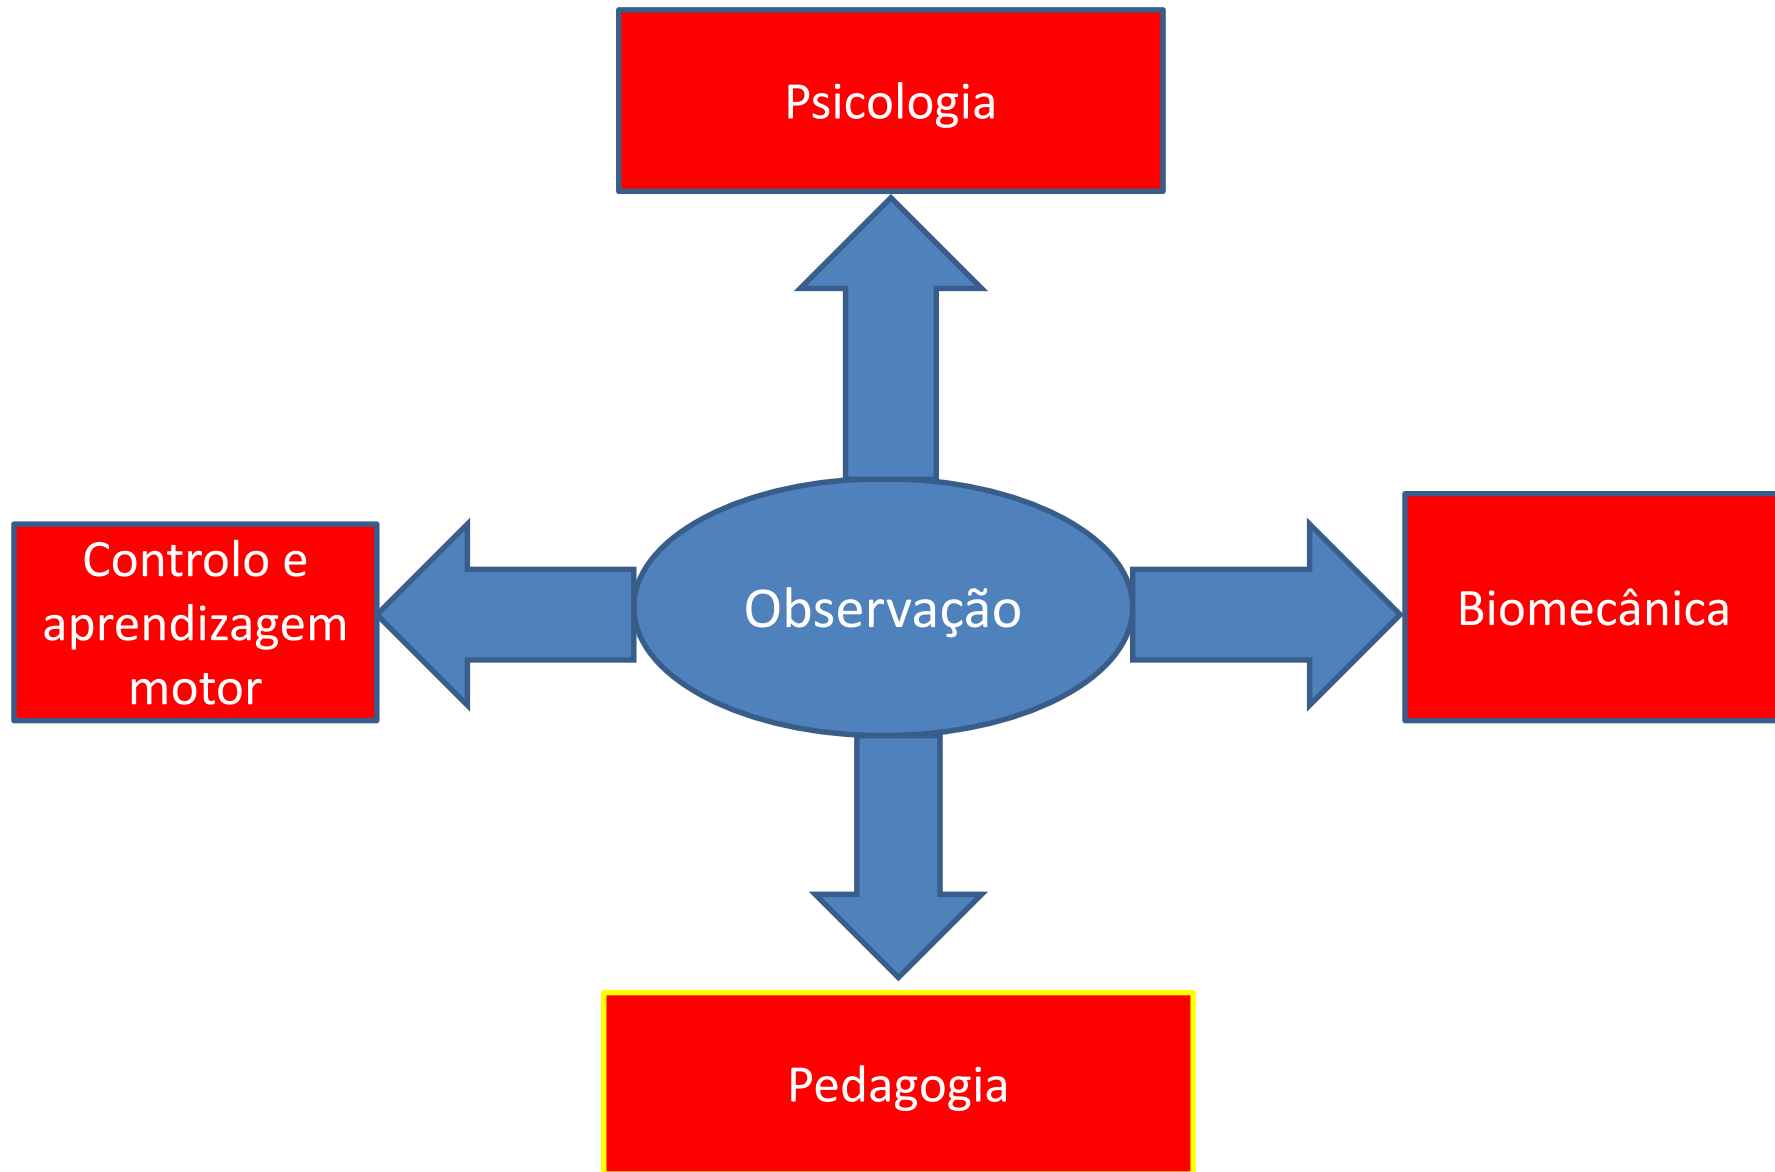 Psicologia
Controlo e
aprendizagem
motor
Observação
Biomecânica
Pedagogia